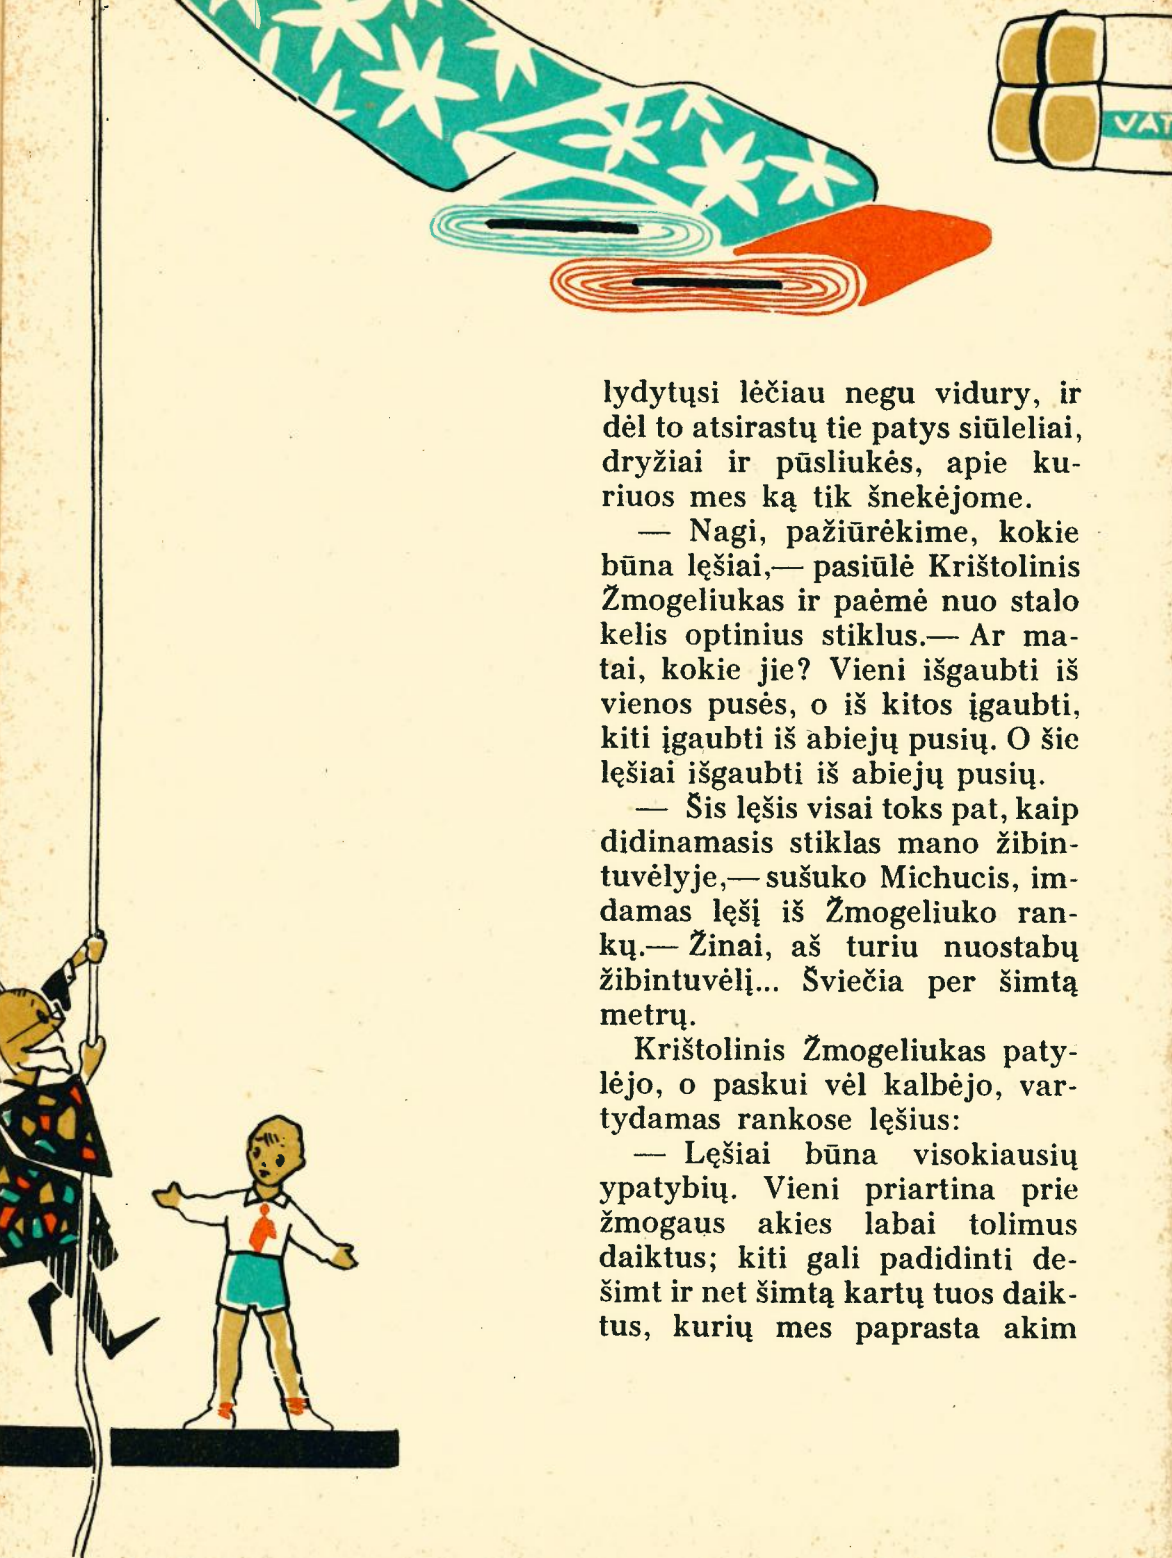 VAT
lydytųsi lėčiau negu vidury, ir
dėl to atsirastų tie patys siūleliai,
dryžiai ir pūsliukės, apie ku-
riuos mes ką tik šnekėjome.
— Nagi, pažiūrėkime, kokie
būna lęšiai,— pasiūlė Krištolinis
Žmogeliukas ir paėmė nuo stalo
kelis optinius stiklus.— Ar ma-
tai, kokie jie? Vieni išgaubti iš
vienos pusės, o iš kitos įgaubti,
kiti įgaubti iš abiejų pusių. O šie
lęšiai išgaubti iš abiejų pusių.
— Šis lęšis visai toks pat, kaip
didinamasis stiklas mano žibin-
tuvėlyje,— sušuko Michucis, im-
damas lęšį iš Žmogeliuko ran-
kų.— Žinai, aš turiu nuostabų
žibintuvėlį... Šviečia per šimtą
metrų.
Krištolinis Žmogeliukas paty-
lėjo, o paskui vėl kalbėjo, var-
tydamas rankose lęšius:
— Lęšiai būna visokiausių
ypatybių. Vieni priartina prie
žmogaus akies labai tolimus
daiktus; kiti gali padidinti de-
šimt ir net šimtą kartų tuos daik-
tus, kurių mes paprasta akim